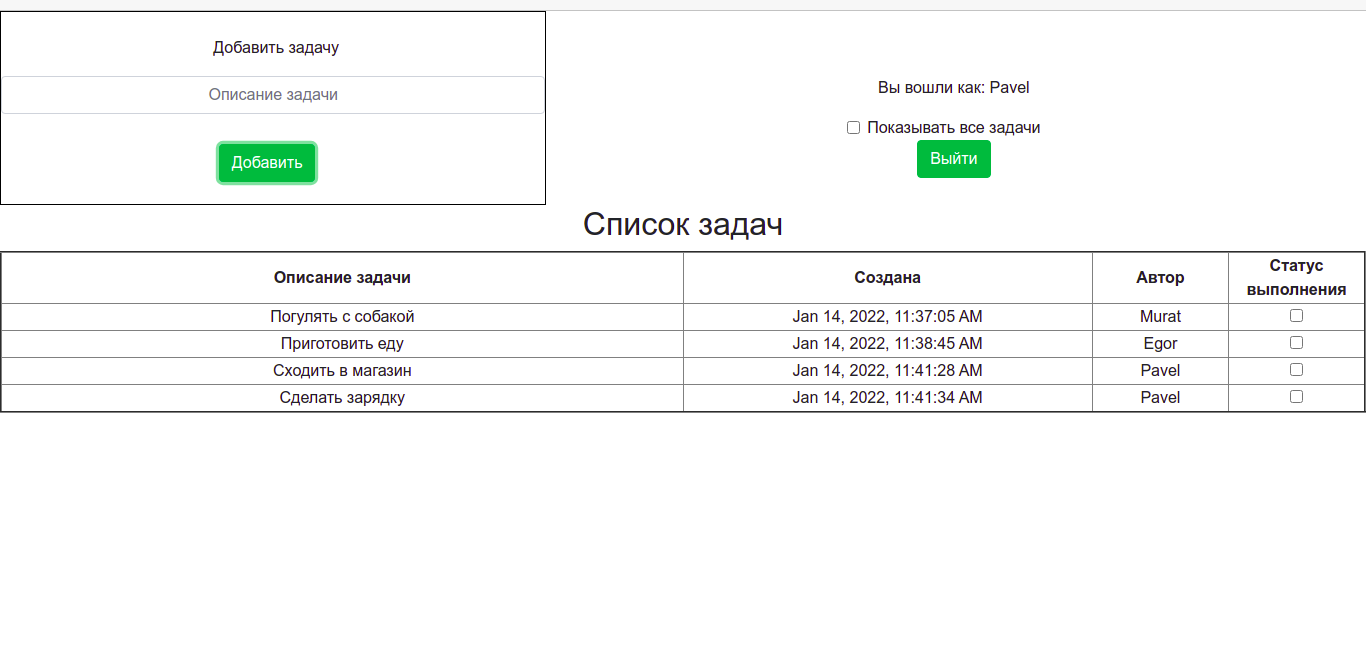 Добавить задачу
Описание задачи
Добавить
Вы вошли как: Pavel
Показывать все задачи
Выйти
Список задач
Описание задачи Создана Автор Статус выполнения
Погулять с собакой Jan 14, 2022, 11:37:05 AM Murat
Приготовить еду Jan 14, 2022, 11:38:45 AM Egor
Сходить в магазин Jan 14, 2022, 11:41:28 AM Pavel
Сделать зарядку Jan 14, 2022, 11:41:34 AM Pavel